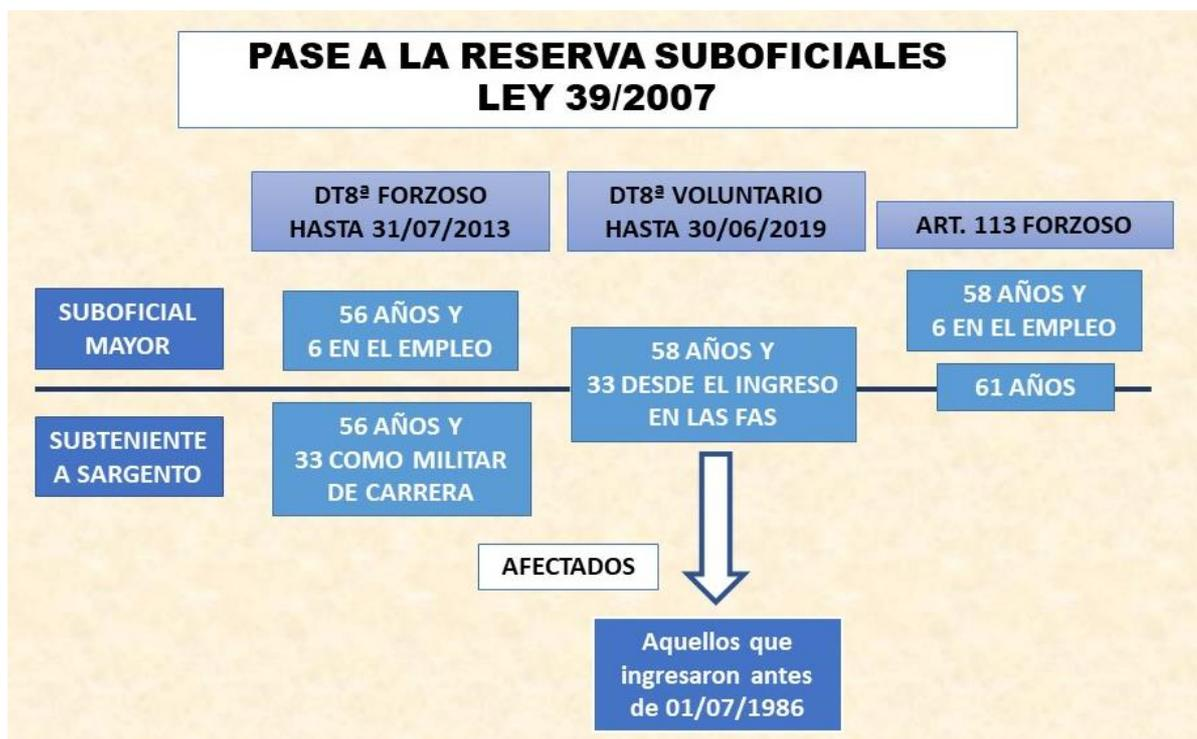 PASE A LA RESERVA SUBOFICIALES
LEY 39/2007
DT8ª FORZOSO
HASTA 31/07/2013
DT8ª VOLUNTARIO
HASTA 30/06/2019
ART. 113 FORZOSO
SUBOFICIAL
MAYOR
56 AÑOS Y
6 EN EL EMPLEO
58 AÑOS Y
33 DESDE EL INGRESO
EN LAS FAS
58 AÑOS Y
6 EN EL EMPLEO
61 AÑOS
SUBTENIENTE
A SARGENTO
56 AÑOS Y
33 COMO MILITAR
DE CARRERA
AFECTADOS
Aquellos que
ingresaron antes
de 01/07/1986